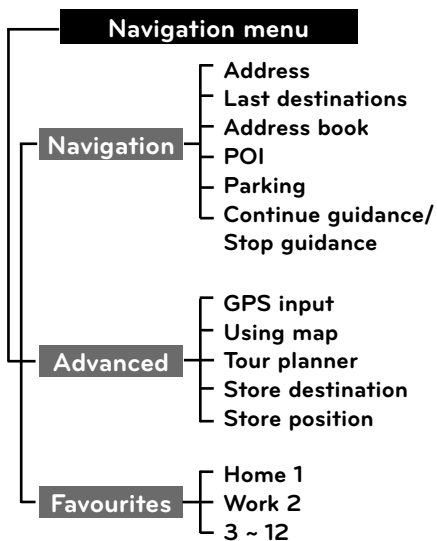 Navigation menu
Navigation
Address
Last destinations
Address book
POI
Parking
Continue guidance/
Stop guidance
Advanced
GPS input
Using map
Tour planner
Store destination
Store position
Favourites
Home 1
Work 2
3 ~ 12